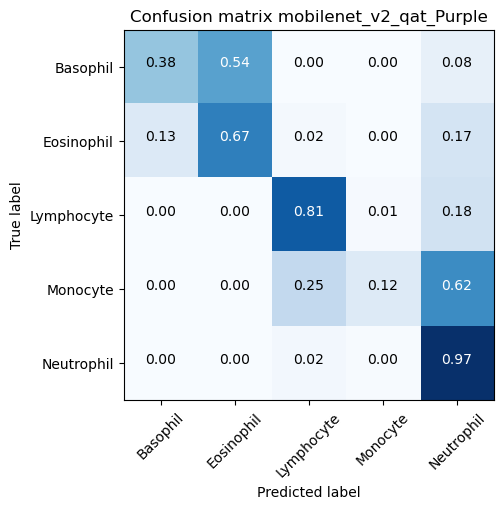 Confusion matrix mobilenet_v2_qat_Purple
True label
Basophil 0.38 0.54 0.00 0.00 0.08
Eosinophil 0.13 0.67 0.02 0.00 0.17
Lymphocyte 0.00 0.00 0.81 0.01 0.18
Monocyte 0.00 0.00 0.25 0.12 0.62
Neutrophil 0.00 0.00 0.02 0.00 0.97
Basophil Eosinophil Lymphocyte Monocyte Neutrophil
Predicted label